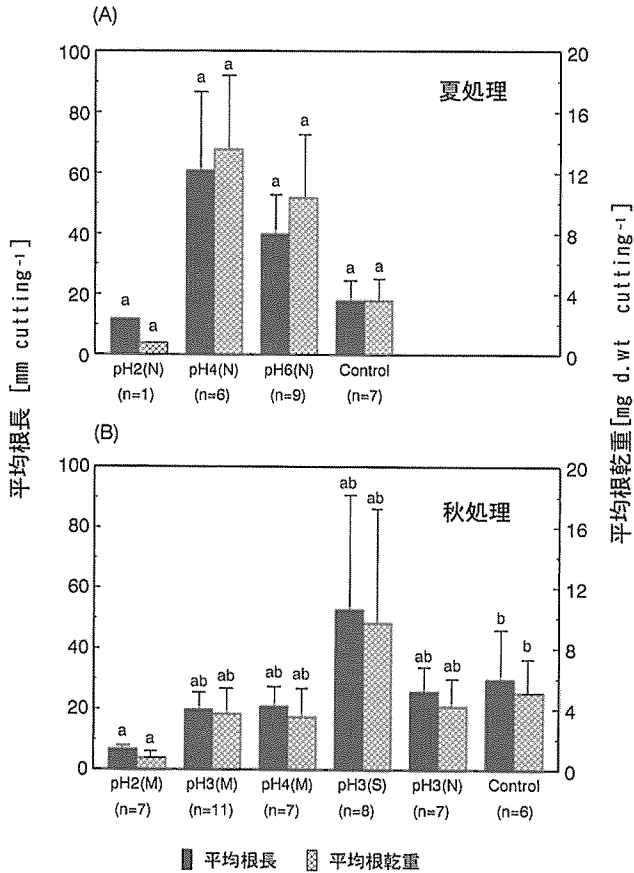 (A)
100
80
60
40
20
0
20
16
12
8
4
0
夏処理
a a
a a
a a
a a
pH2(N) pH4(N) pH6(N) Control
(n=1) (n=6) (n=9) (n=7)
平均根長 [mm cutting⁻¹]
平均根乾重[mg d.wt cutting⁻¹]
(B)
100
80
60
40
20
0
20
16
12
8
4
0
秋処理
a a
ab ab
ab ab
ab ab
ab ab
b b
pH2(M) pH3(M) pH4(M) pH3(S) pH3(N) Control
(n=7) (n=11) (n=7) (n=8) (n=7) (n=6)
平均根長 平均根乾重